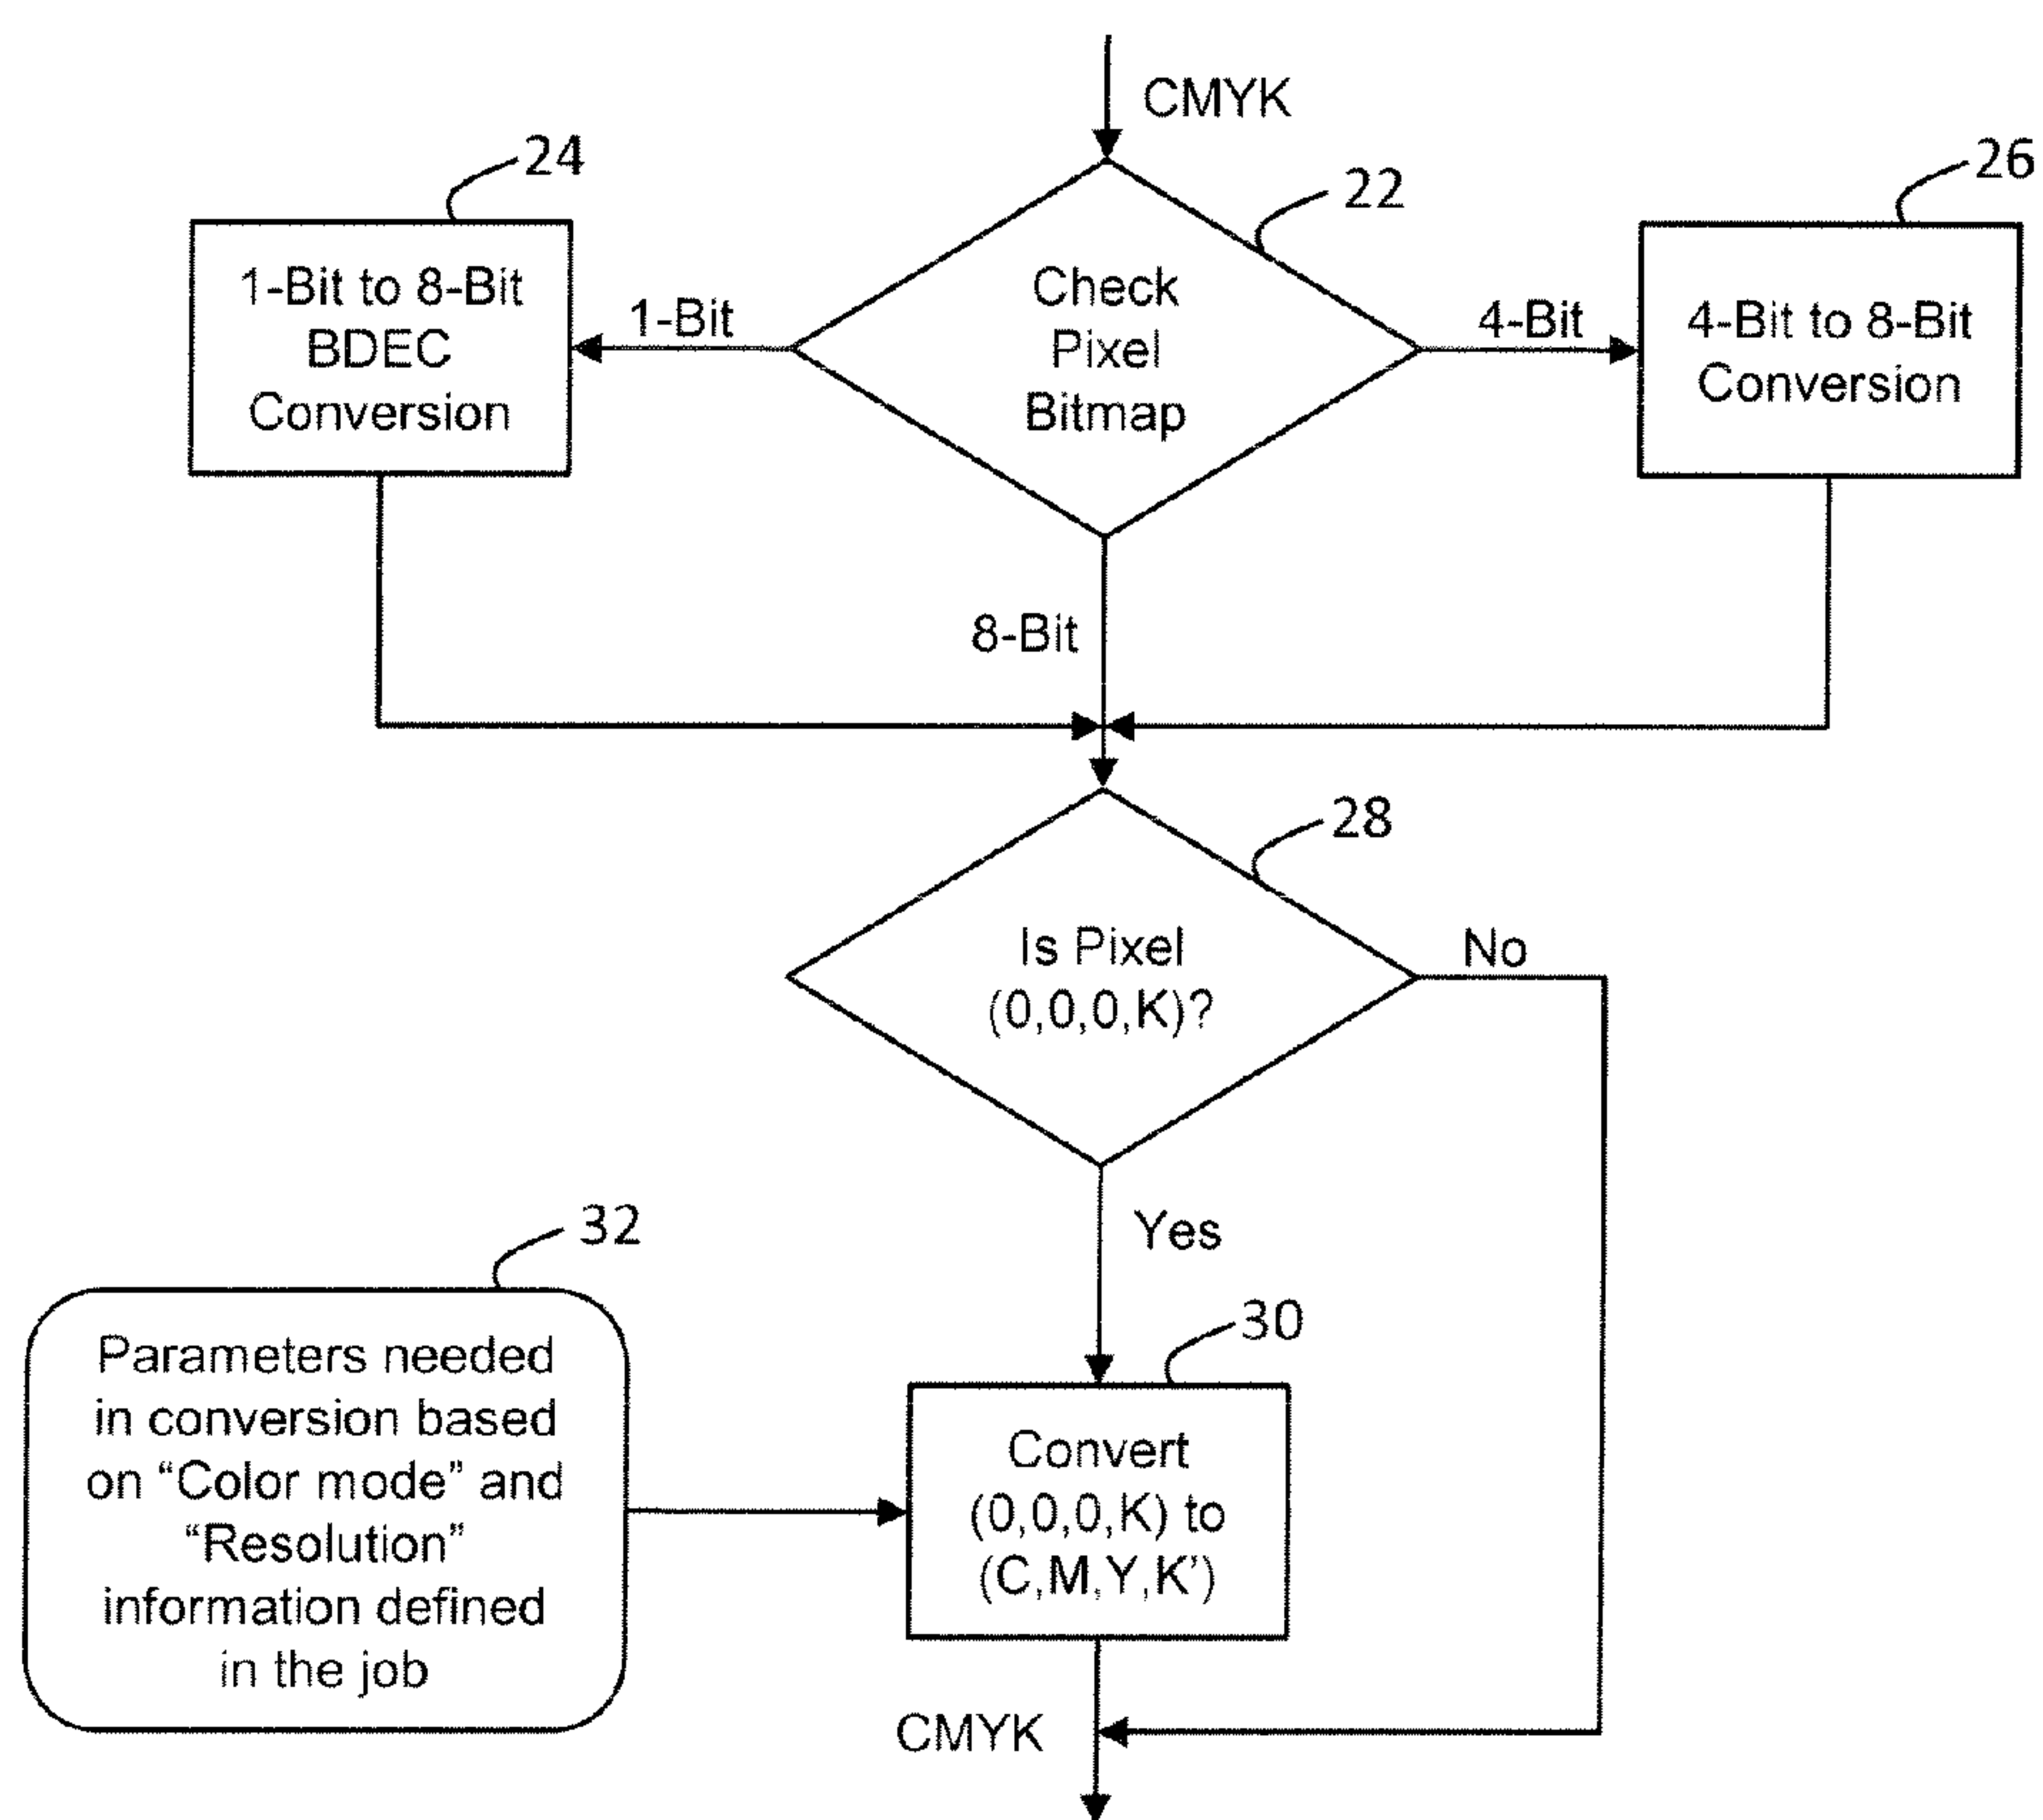 CMYK
24
22
26
1-Bit to 8-Bit
BDEC
Conversion
1-Bit
Check
Pixel
Bitmap
4-Bit
4-Bit to 8-Bit
Conversion
8-Bit
28
Is Pixel
(0,0,0,K)?
No
Yes
32
30
Parameters needed
in conversion based
on “Color mode” and
“Resolution”
information defined
in the job
Convert
(0,0,0,K) to
(C,M,Y,K’)
CMYK